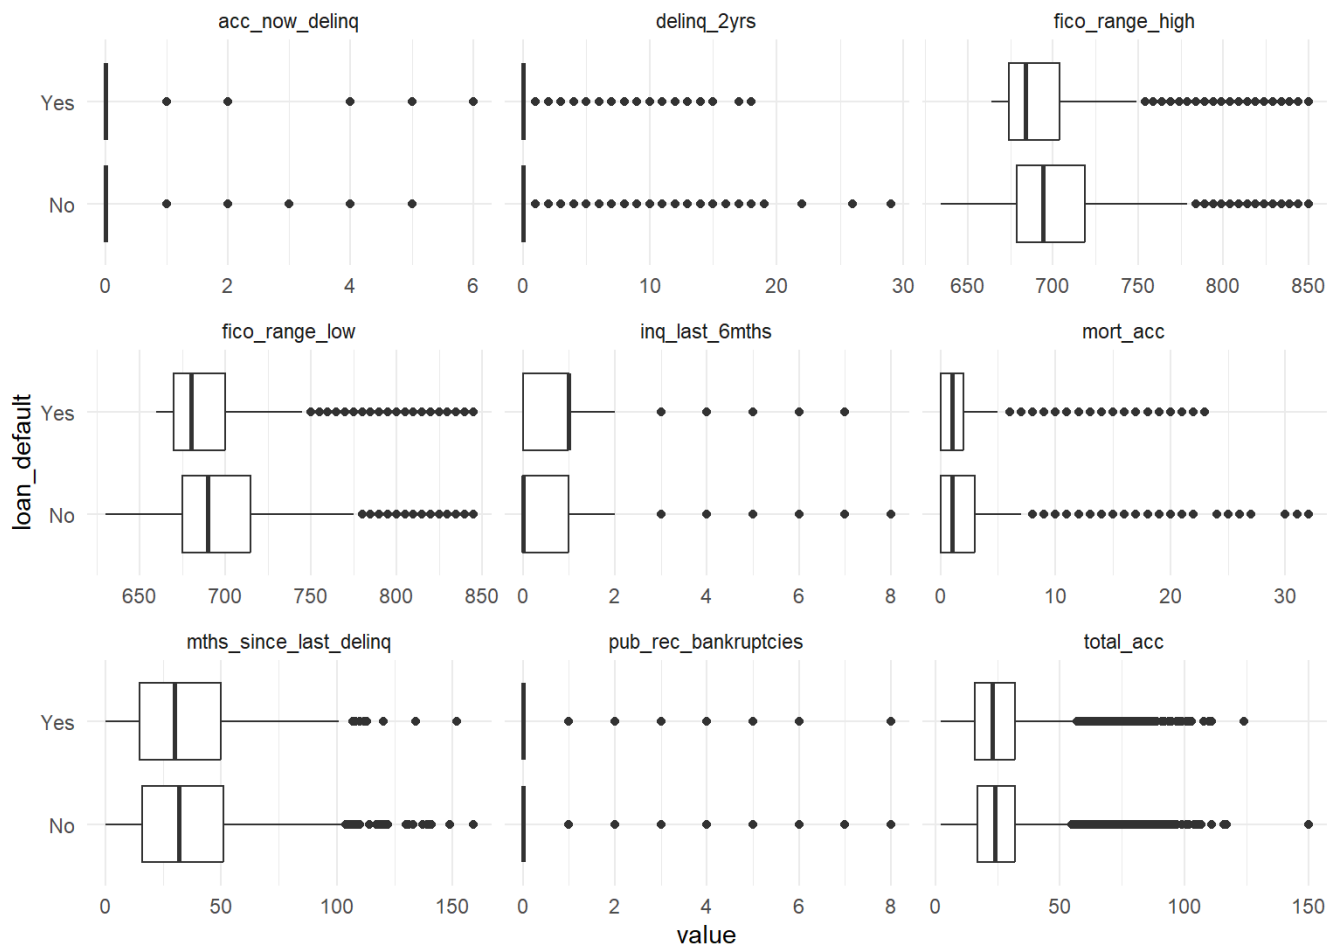 acc_now_delinq delinq_2yrs fico_range_high
Yes
No
0 2 4 6 0 10 20 30 650 700 750 800 850
fico_range_low inq_last_6mths mort_acc
Yes
No
650 700 750 800 850 0 2 4 6 8 0 10 20 30
mths_since_last_delinq pub_rec_bankruptcies total_acc
Yes
No
0 50 100 150 0 2 4 6 8 0 50 100 150
loan_default
value